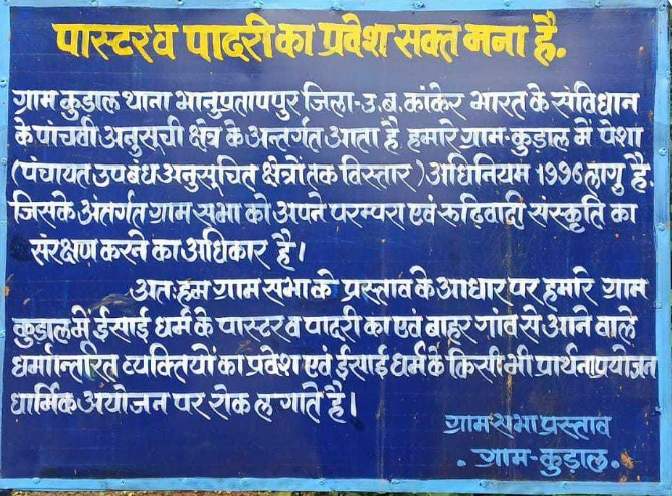 पास्टर व पादरी का प्रवेश सक्त मना है.
ग्राम कुडाल थाना भानुप्रतापपुर जिला-उ.ब.कांकेर भारत के संविधान
के पांचवी अनुसूची क्षेत्र के अन्तर्गत आता है हमारे ग्राम-कुडाल में पेशा
(पंचायत उपबंध अनुसूचित क्षेत्रों तक विस्तार) अधिनियम १९९६ लागु है.
जिसके अंतर्गत ग्राम सभा को अपने परम्परा एवं रूढ़िवादी संस्कृति का
संरक्षण करने का अधिकार है।
अतः हम ग्राम सभा के प्रस्ताव के आधार पर हमारे ग्राम
कुडाल में ईसाई धर्म के पास्टर व पादरी का एवं बाहर गांव से आने वाले
धर्मान्तरित व्यक्तियों का प्रवेश एवं ईसाई धर्म के किसी भी प्रार्थना प्रयोजन
धार्मिक अयोजन पर रोक लगाते है।
ग्राम सभा प्रस्ताव
. ग्राम-कुडाल.